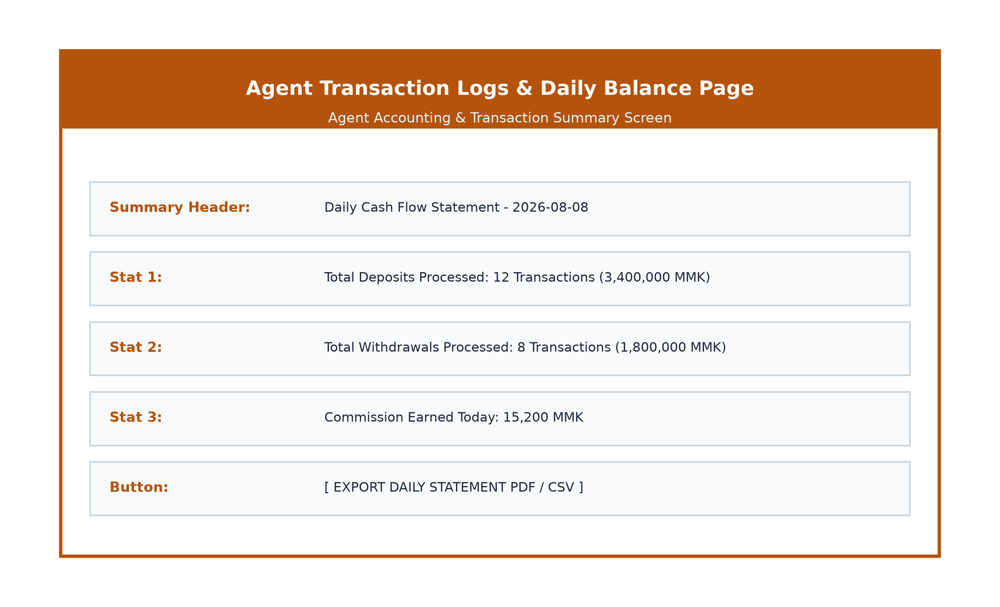 Agent Transaction Logs & Daily Balance Page
Agent Accounting & Transaction Summary Screen
Summary Header: Daily Cash Flow Statement - 2026-08-08
Stat 1: Total Deposits Processed: 12 Transactions (3,400,000 MMK)
Stat 2: Total Withdrawals Processed: 8 Transactions (1,800,000 MMK)
Stat 3: Commission Earned Today: 15,200 MMK
Button: [ EXPORT DAILY STATEMENT PDF / CSV ]